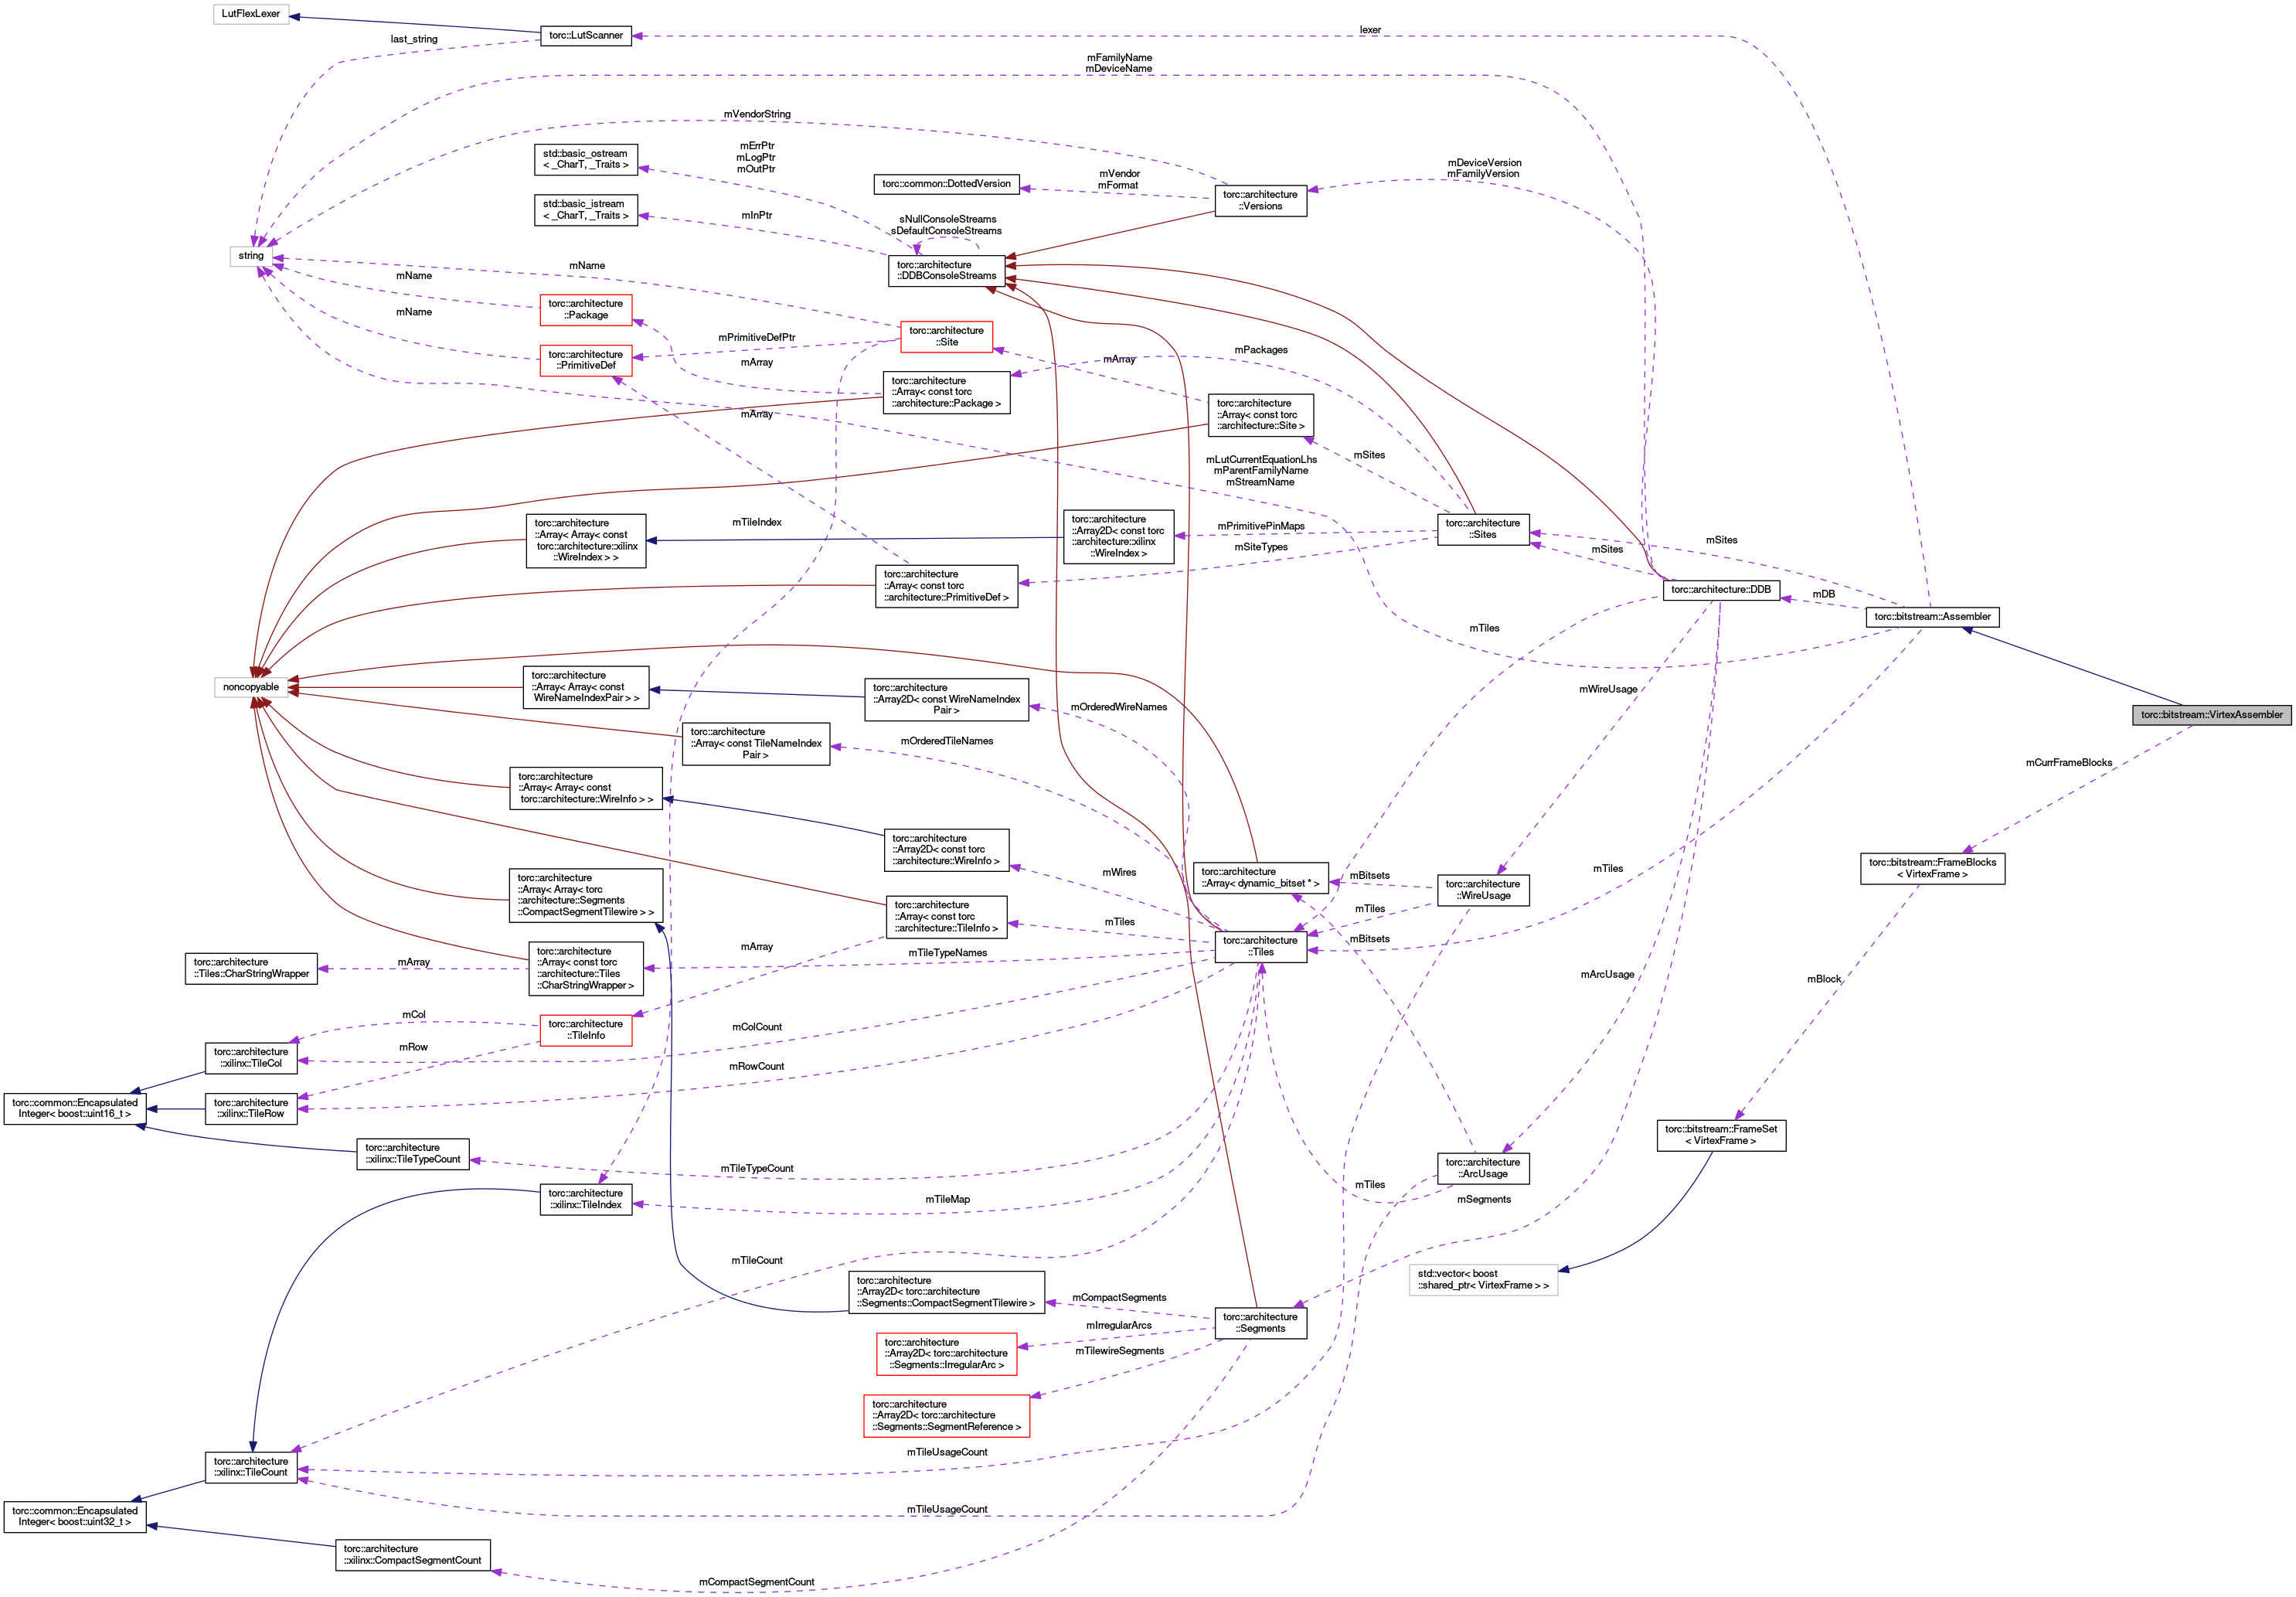 LutFlexLexer
torc::LutScanner
last_string
lexer
mFamilyName
mDeviceName
mVendorString
std::basic_ostream
< _CharT, _Traits >
mErrPtr
mLogPtr
mOutPtr
torc::common::DottedVersion
mVendor
mFormat
torc::architecture
::Versions
mDeviceVersion
mFamilyVersion
std::basic_istream
< _CharT, _Traits >
mInPtr
sNullConsoleStreams
sDefaultConsoleStreams
string
torc::architecture
::DDBConsoleStreams
mName
mName
torc::architecture
::Package
mName
torc::architecture
::PrimitiveDef
mPrimitiveDefPtr
torc::architecture
::Site
mArray
mArray
mPackages
torc::architecture
::Array< const torc
::architecture::Package >
torc::architecture
::Array< const torc
::architecture::Site >
mArray
mSites
mLutCurrentEquationLhs
mParentFamilyName
mStreamName
torc::architecture
::Array< Array< const
torc::architecture::xilinx
::WireIndex > >
mTileIndex
torc::architecture
::Array2D< const torc
::architecture::xilinx
::WireIndex >
mPrimitivePinMaps
mSiteTypes
torc::architecture
::Sites
mSites
mSites
torc::architecture
::Array< const torc
::architecture::PrimitiveDef >
torc::architecture::DDB
mDB
torc::bitstream::Assembler
mTiles
noncopyable
torc::architecture
::Array< Array< const
WireNameIndexPair > >
torc::architecture
::Array2D< const WireNameIndex
Pair >
mOrderedWireNames
mWireUsage
torc::bitstream::VirtexAssembler
torc::architecture
::Array< const TileNameIndex
Pair >
mOrderedTileNames
mCurrFrameBlocks
torc::architecture
::Array< Array< const
torc::architecture::WireInfo > >
torc::architecture
::Array2D< const torc
::architecture::WireInfo >
mWires
torc::architecture
::Array< dynamic_bitset * >
mBitsets
torc::architecture
::WireUsage
mTiles
torc::bitstream::FrameBlocks
< VirtexFrame >
torc::architecture
::Array< Array< torc
::architecture::Segments
::CompactSegmentTilewire > >
torc::architecture
::Array< const torc
::architecture::TileInfo >
mTiles
mTiles
mBitsets
torc::architecture
::Tiles
mTileTypeNames
mArray
torc::architecture
::Tiles::CharStringWrapper
mArray
torc::architecture
::Array< const torc
::architecture::Tiles
::CharStringWrapper >
mArcUsage
mBlock
mCol
torc::architecture
::TileInfo
mColCount
mRow
torc::architecture
::xilinx::TileCol
mRowCount
torc::common::Encapsulated
Integer< boost::uint16_t >
torc::architecture
::xilinx::TileRow
torc::bitstream::FrameSet
< VirtexFrame >
torc::architecture
::xilinx::TileTypeCount
mTileTypeCount
torc::architecture
::ArcUsage
mTiles
torc::architecture
::xilinx::TileIndex
mTileMap
mSegments
mTileCount
std::vector< boost
::shared_ptr< VirtexFrame > >
torc::architecture
::Array2D< torc::architecture
::Segments::CompactSegmentTilewire >
mCompactSegments
torc::architecture
::Segments
mIrregularArcs
torc::architecture
::Array2D< torc::architecture
::Segments::IrregularArc >
mTilewireSegments
torc::architecture
::Array2D< torc::architecture
::Segments::SegmentReference >
mTileUsageCount
torc::architecture
::xilinx::TileCount
mTileUsageCount
torc::common::Encapsulated
Integer< boost::uint32_t >
torc::architecture
::xilinx::CompactSegmentCount
mCompactSegmentCount